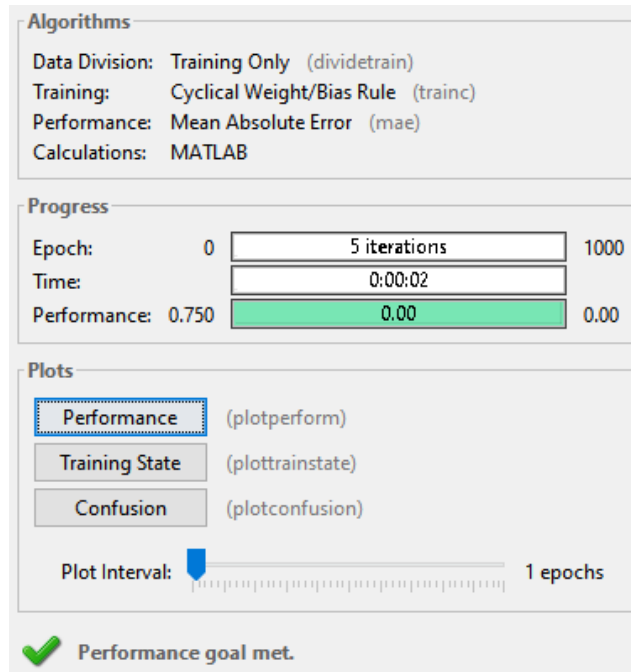 Algorithms
Data Division: Training Only (dividetrain)
Training: Cyclical Weight/Bias Rule (trainc)
Performance: Mean Absolute Error (mae)
Calculations: MATLAB
Progress
Epoch: 0 5 iterations 1000
Time: 0:00:02
Performance: 0.750 0.00 0.00
Plots
Performance (plotperform)
Training State (plottrainstate)
Confusion (plotconfusion)
Plot Interval: 1 epochs
Performance goal met.